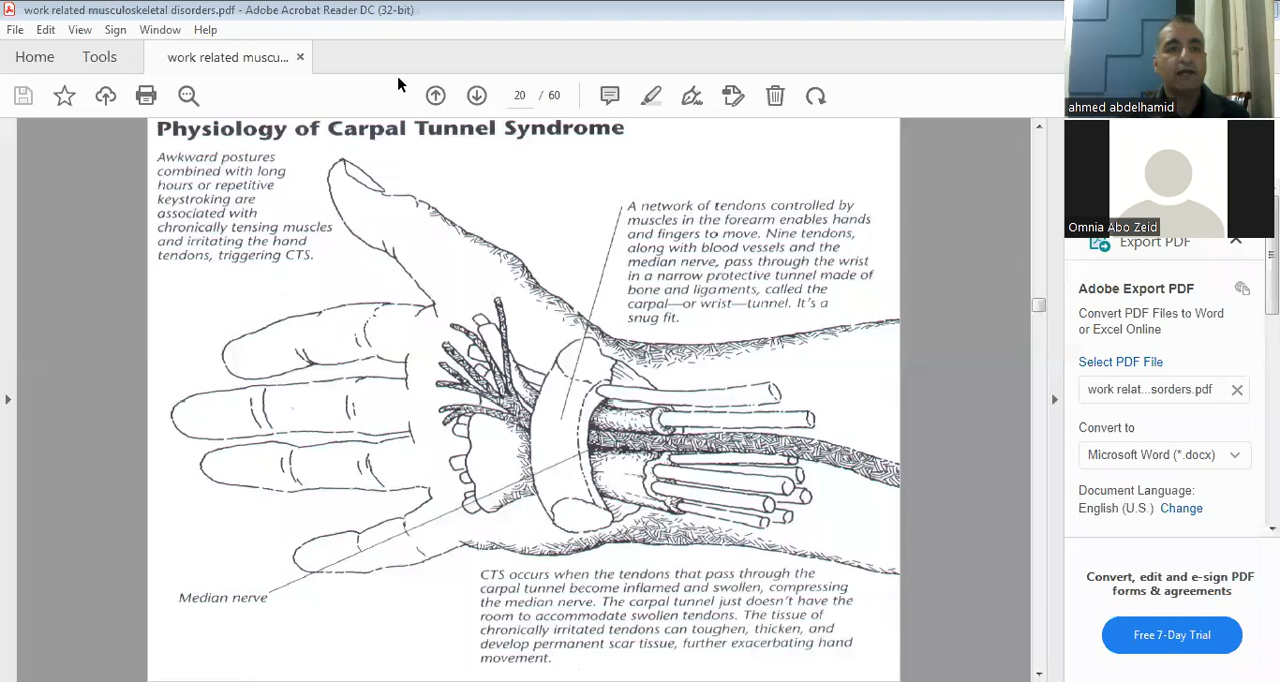 work related musculoskeletal disorders.pdf - Adobe Acrobat Reader DC (32-bit)
File Edit View Sign Window Help
Home Tools work related muscu... ×
20 / 60
Physiology of Carpal Tunnel Syndrome
Awkward postures
combined with long
hours or repetitive
keystroking are
associated with
chronically tensing muscles
and irritating the hand
tendons, triggering CTS.
A network of tendons controlled by
muscles in the forearm enables hands
and fingers to move. Nine tendons,
along with blood vessels and the
median nerve, pass through the wrist
in a narrow protective tunnel made of
bone and ligaments, called the
carpal—or wrist—tunnel. It's a
snug fit.
Median nerve
CTS occurs when the tendons that pass through the
carpal tunnel become inflamed and swollen, compressing
the median nerve. The carpal tunnel just doesn't have the
room to accommodate swollen tendons. The tissue of
chronically irritated tendons can toughen, thicken, and
develop permanent scar tissue, further exacerbating hand
movement.
ahmed abdelhamid
Omnia Abo Zeid
Export PDF
Adobe Export PDF
Convert PDF Files to Word
or Excel Online
Select PDF File
work relat...sorders.pdf
Convert to
Microsoft Word (*.docx)
Document Language:
English (U.S.) Change
Convert, edit and e-sign PDF
forms & agreements
Free 7-Day Trial